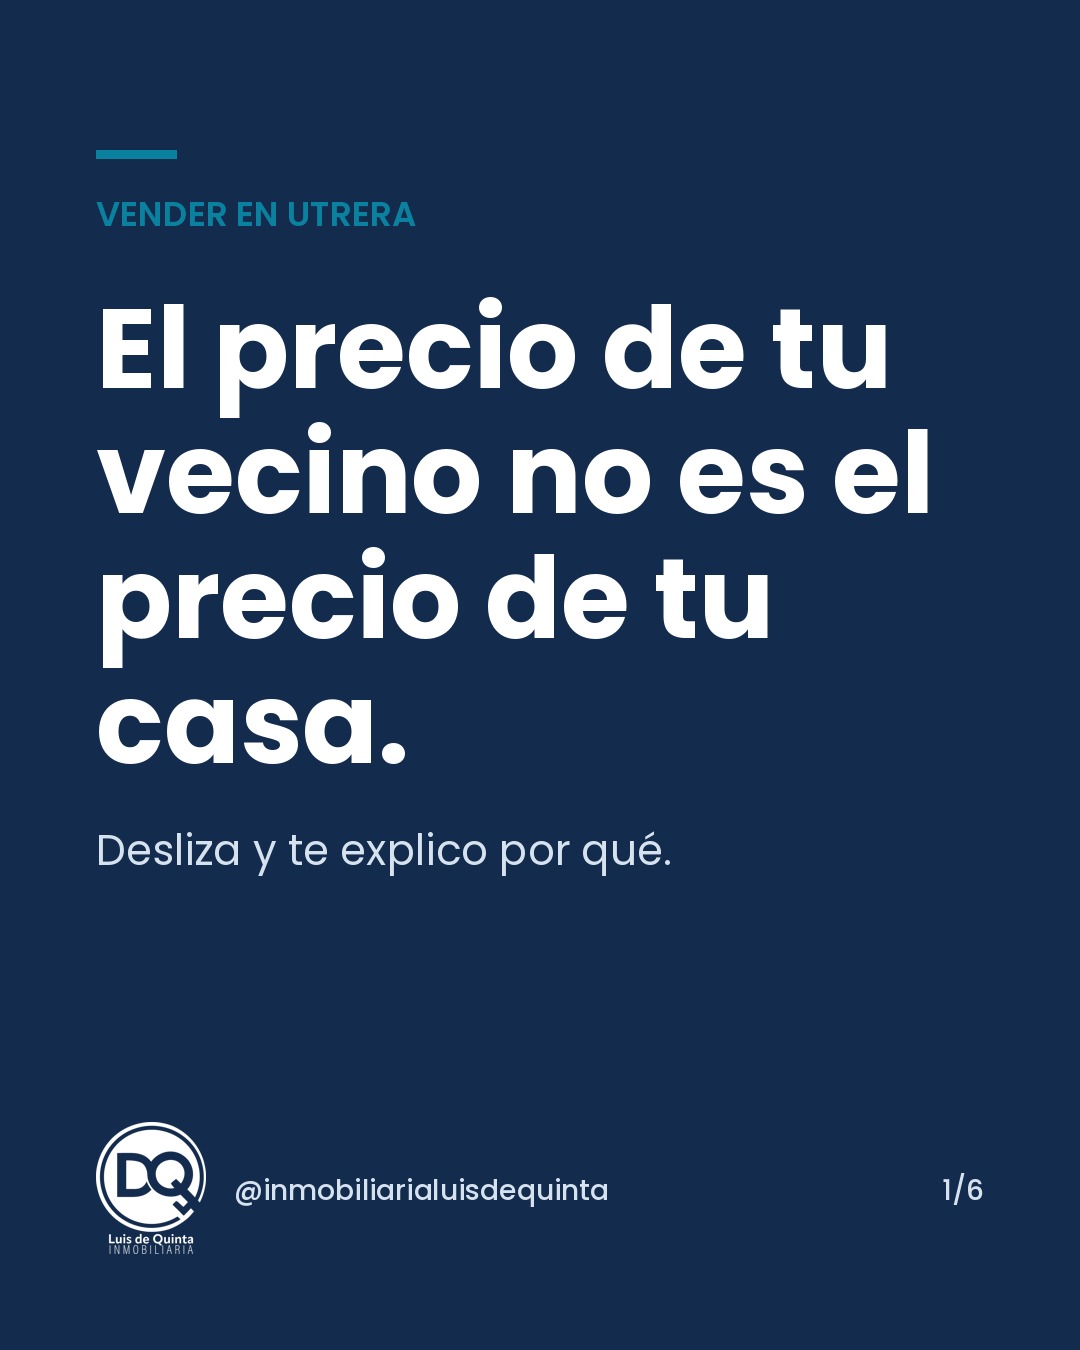 VENDER EN UTRERA
El precio de tu
vecino no es el
precio de tu
casa.
Desliza y te explico por qué.
DQ
Luis de Quinta
INMOBILIARIA
@inmobiliarialuisdequinta
1/6